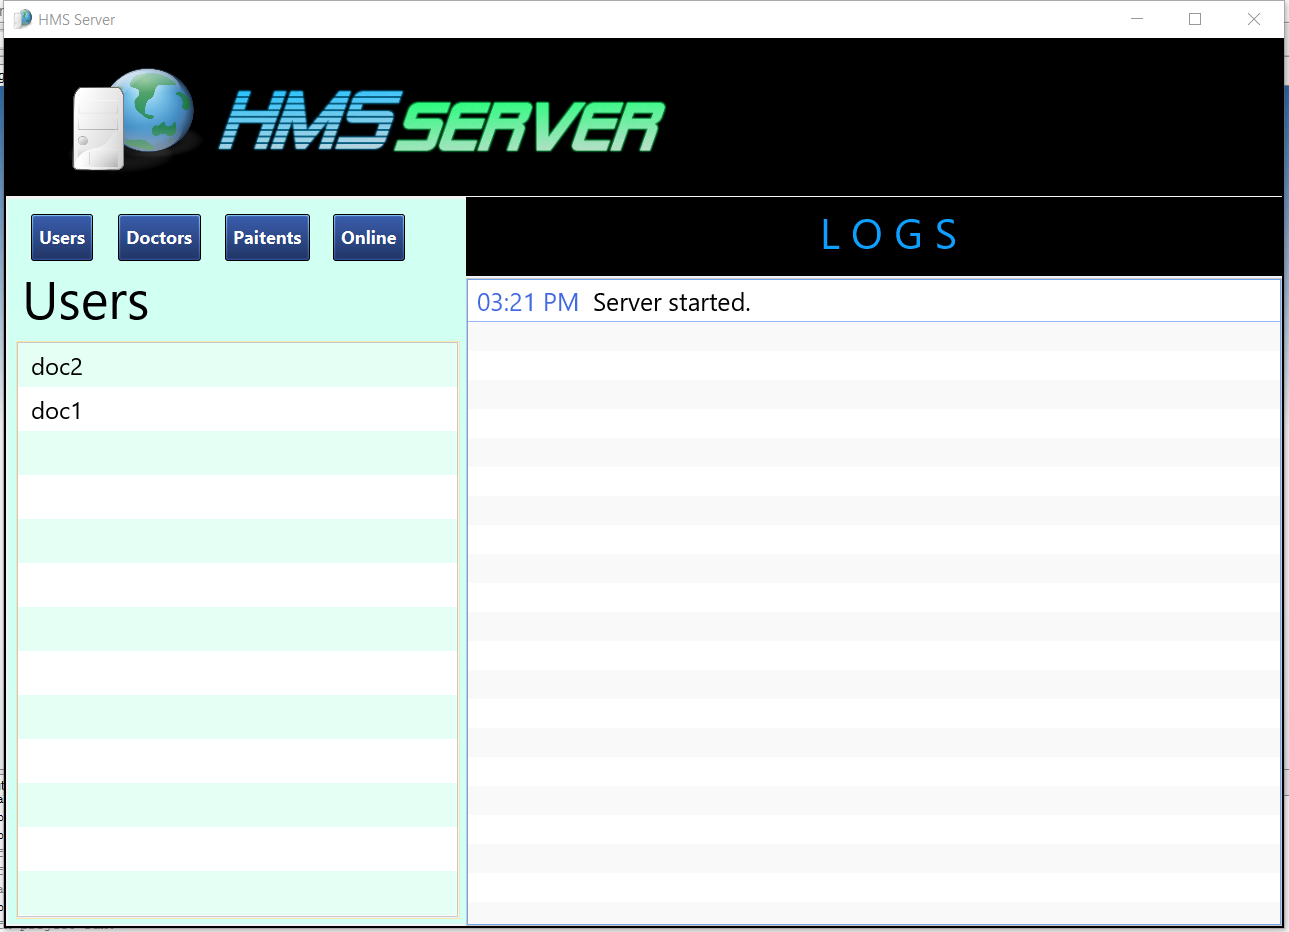 HMS Server
HMS SERVER
Users Doctors Paitents Online
LOGS
Users
03:21 PM Server started.
doc2
doc1